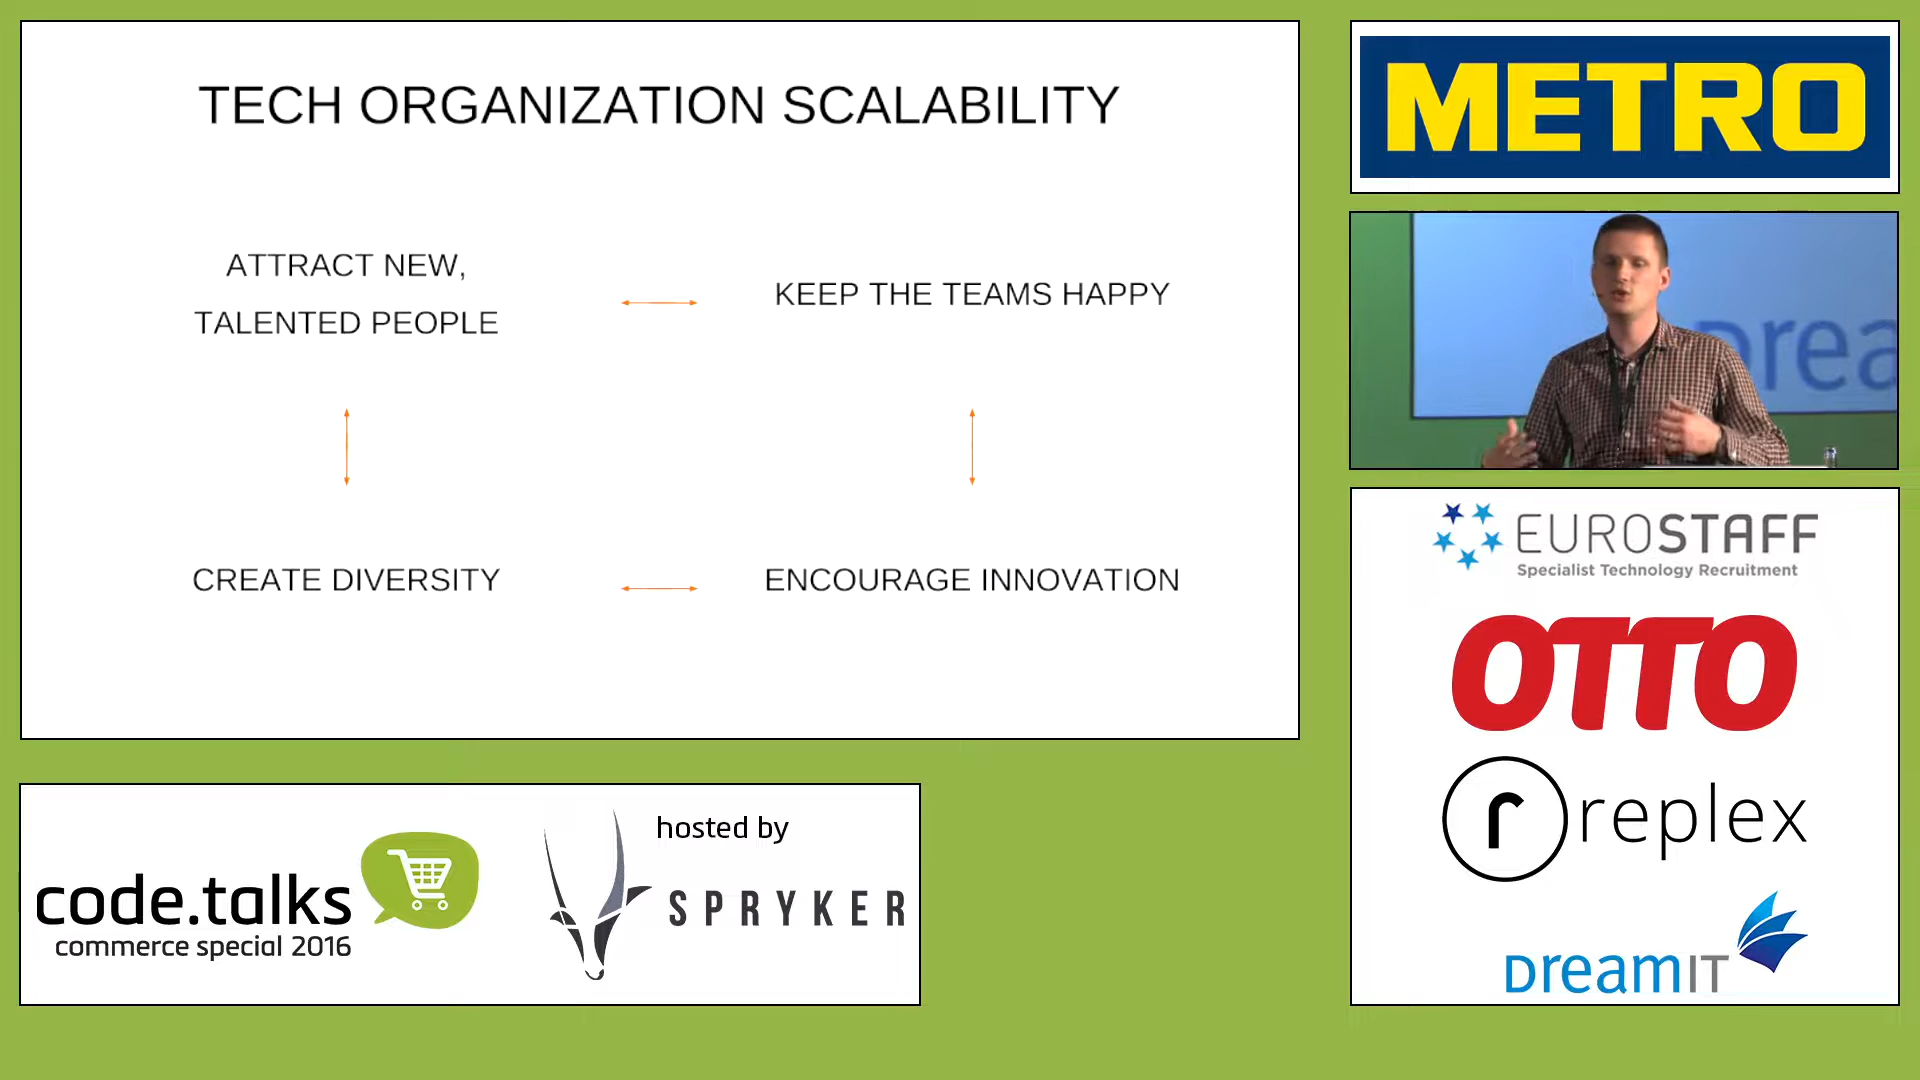 TECH ORGANIZATION SCALABILITY
ATTRACT NEW,
TALENTED PEOPLE
KEEP THE TEAMS HAPPY
CREATE DIVERSITY
ENCOURAGE INNOVATION
METRO
Drea
EUROSTAFF
Specialist Technology Recruitment
OTTO
r replex
DreamIT
code.talks
commerce special 2016
hosted by
SPRYKER